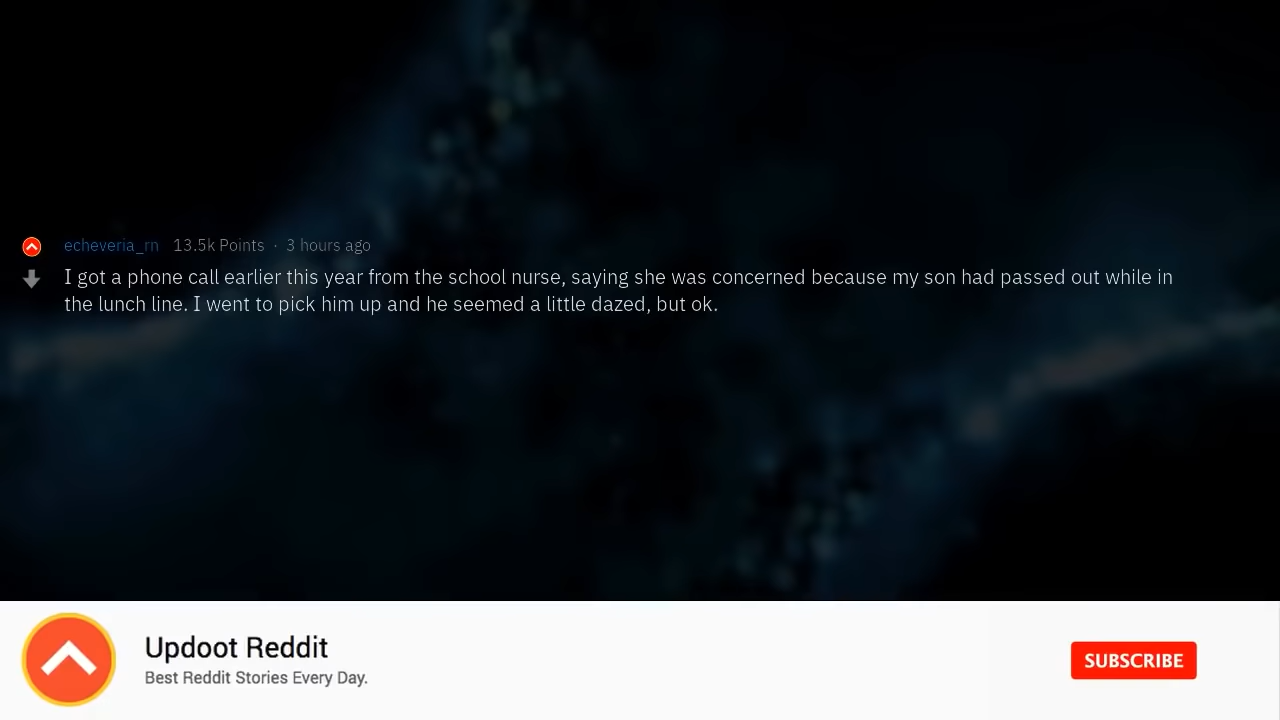 echeveria_rn 13.5k Points · 3 hours ago
I got a phone call earlier this year from the school nurse, saying she was concerned because my son had passed out while in
the lunch line. I went to pick him up and he seemed a little dazed, but ok.
Updoot Reddit
Best Reddit Stories Every Day.
SUBSCRIBE